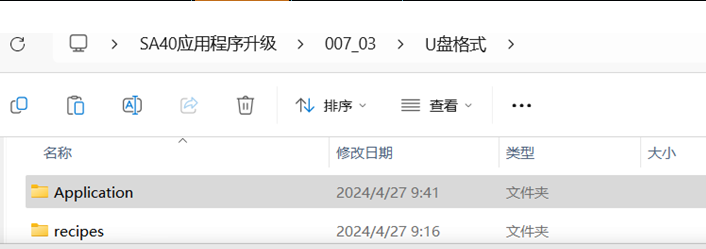 SA40应用程序升级 > 007_03 > U盘格式 >
排序 查看
名称 修改日期 类型 大小
Application 2024/4/27 9:41 文件夹
recipes 2024/4/27 9:16 文件夹